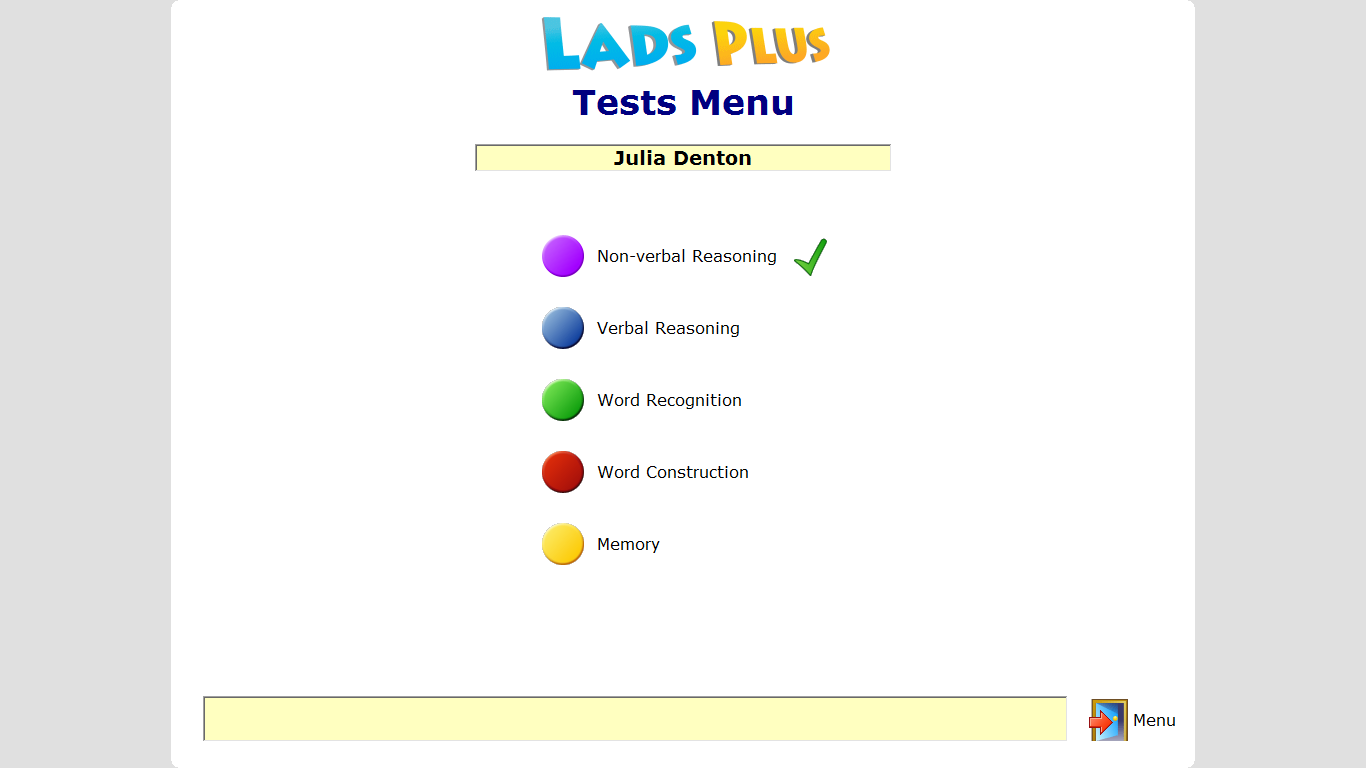 LADS PLUS
Tests Menu
Julia Denton
Non-verbal Reasoning
Verbal Reasoning
Word Recognition
Word Construction
Memory
Menu